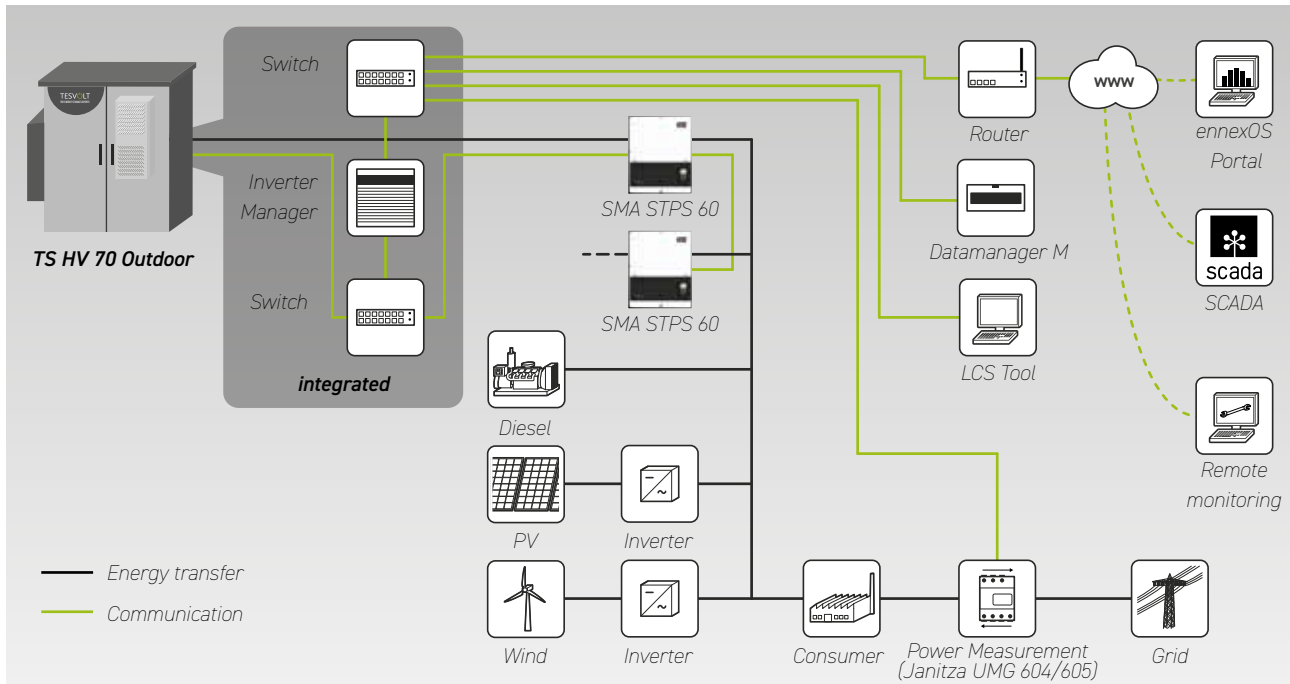 TESVOLT
Switch
Inverter
Manager
Switch
integrated
TS HV 70 Outdoor
SMA STPS 60
SMA STPS 60
Router
www
ennexOS
Portal
Datamanager M
scada
SCADA
LCS Tool
Remote
monitoring
Diesel
PV
Inverter
Wind
Inverter
Consumer
Power Measurement
(Janitza UMG 604/605)
Grid
Energy transfer
Communication